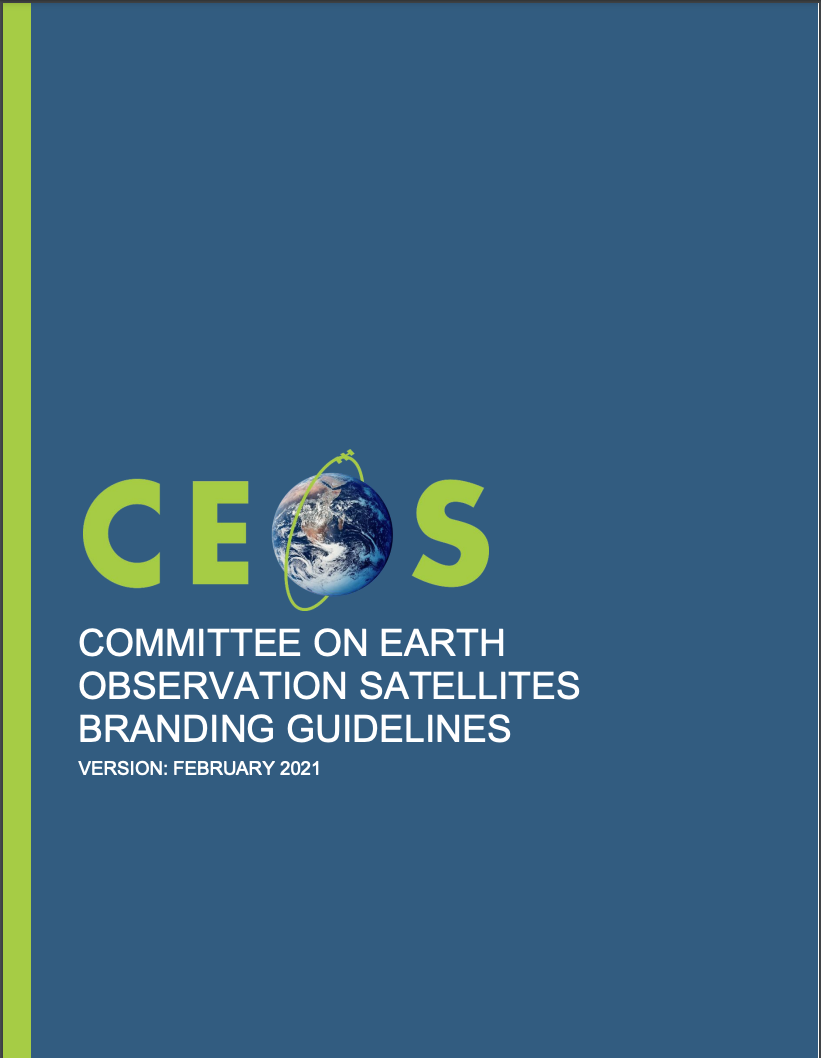 CEOS
COMMITTEE ON EARTH
OBSERVATION SATELLITES
BRANDING GUIDELINES
VERSION: FEBRUARY 2021